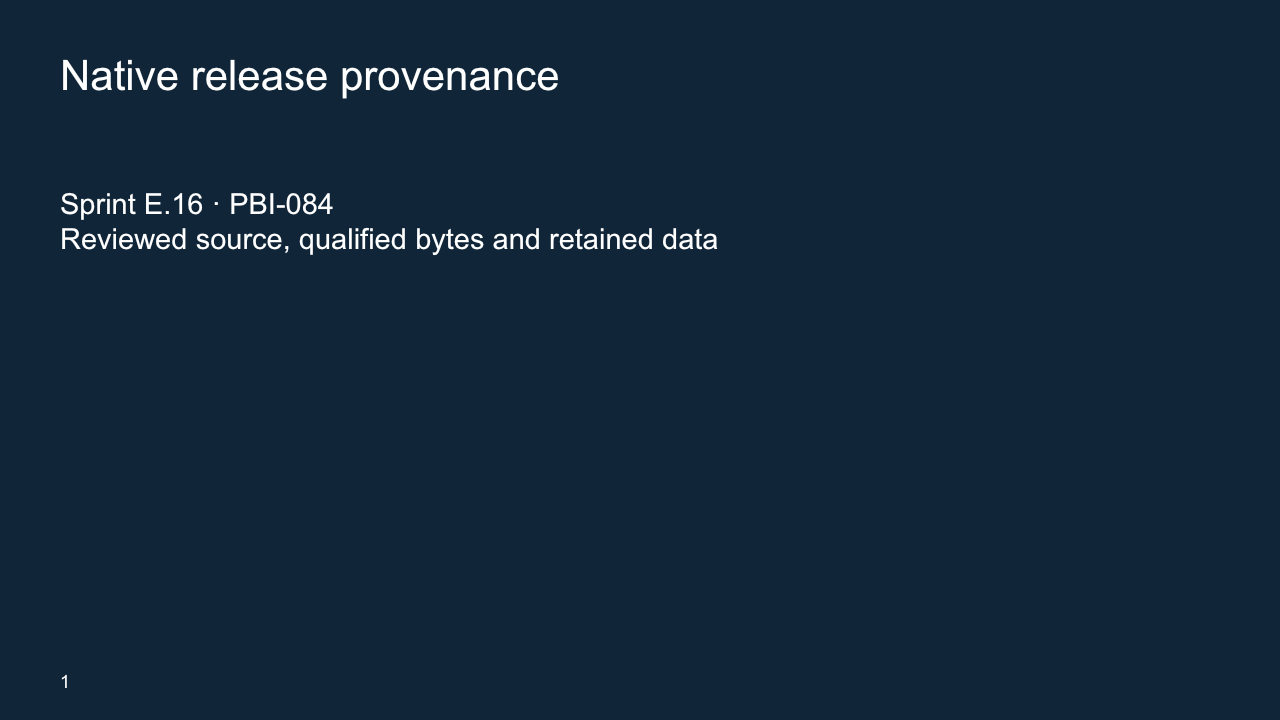 Native release provenance
Sprint E.16 · PBI-084
Reviewed source, qualified bytes and retained data
1